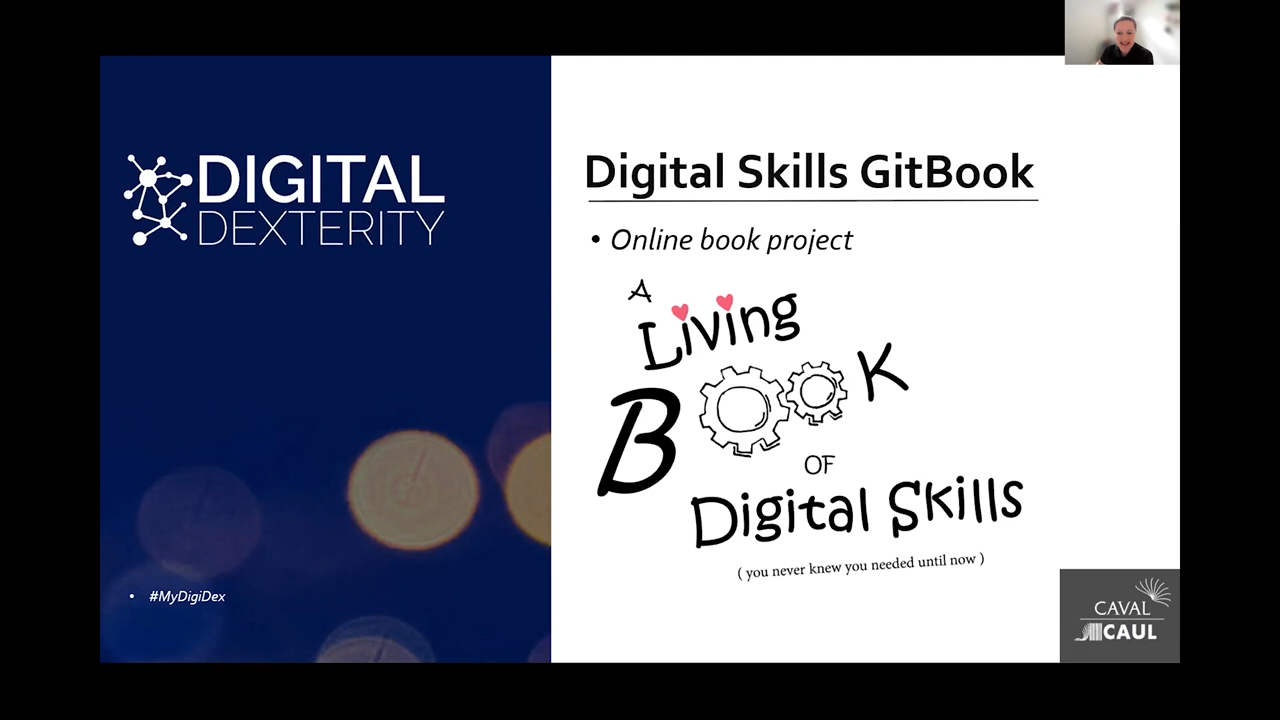 DIGITAL
DEXTERITY
• #MyDigiDex
Digital Skills GitBook
• Online book project
A
Living
BOOK
OF
Digital Skills
( you never knew you needed until now )
CAVAL
CAUL